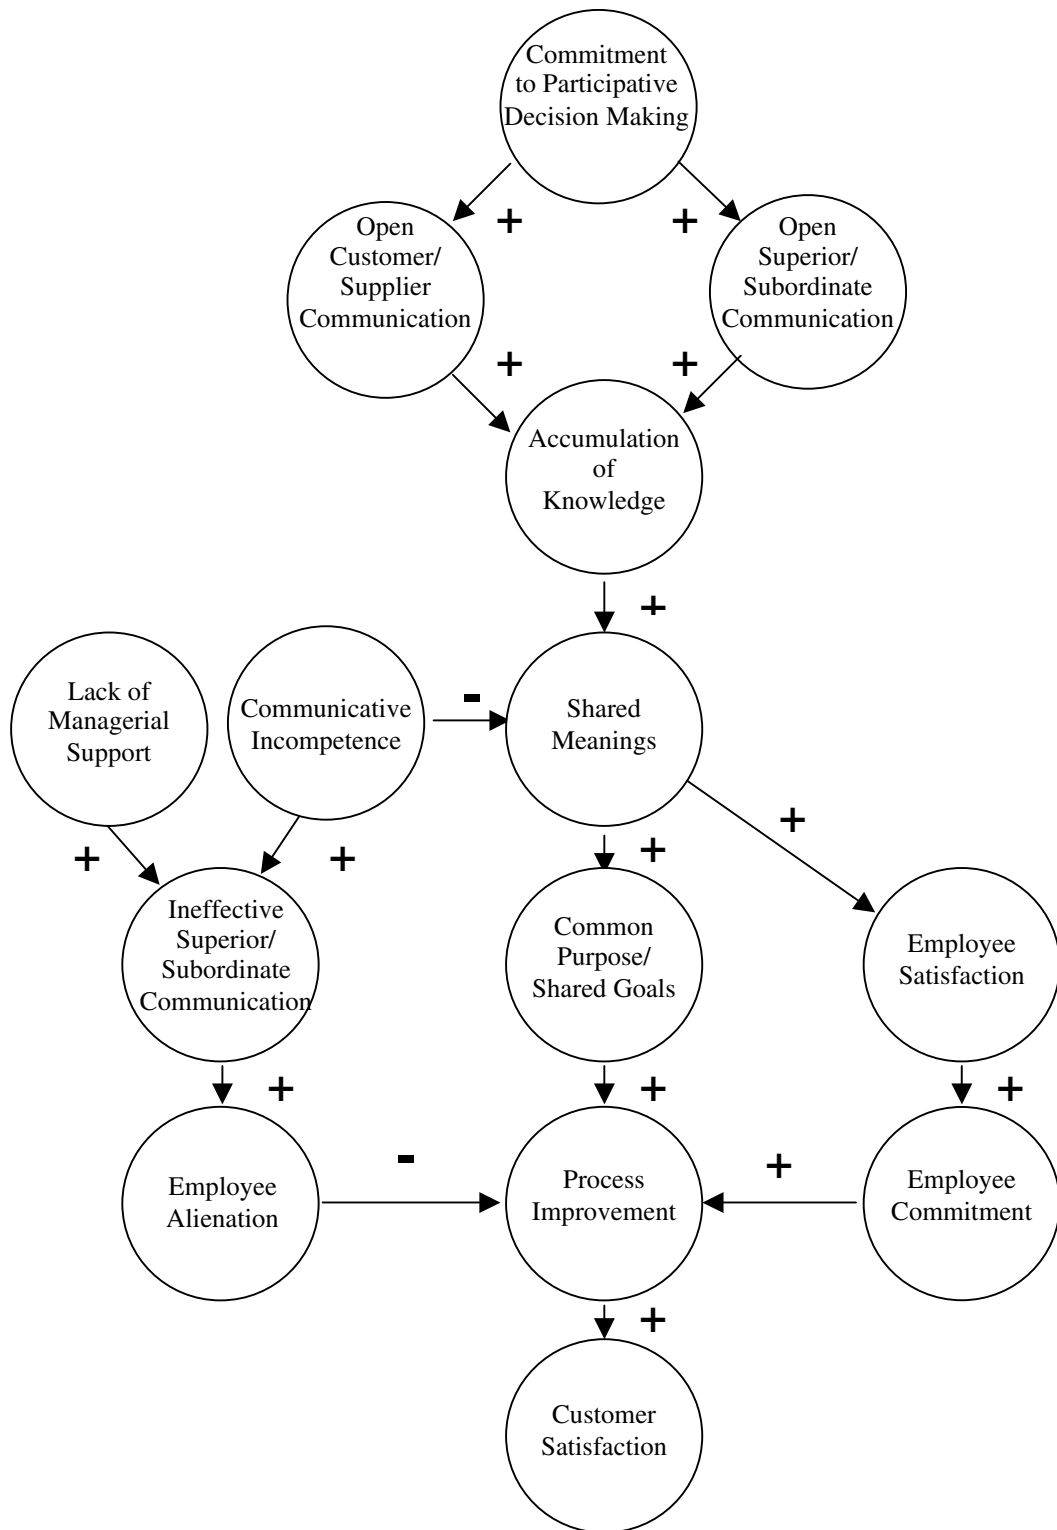 Commitment
to Participative
Decision Making
+
+
Open
Customer/
Supplier
Communication
Open
Superior/
Subordinate
Communication
+
+
Accumulation
of
Knowledge
+
Lack of
Managerial
Support
Communicative
Incompetence
-
Shared
Meanings
+
+
+
+
Ineffective
Superior/
Subordinate
Communication
Common
Purpose/
Shared Goals
Employee
Satisfaction
+
+
+
Employee
Alienation
-
Process
Improvement
+
Employee
Commitment
+
Customer
Satisfaction